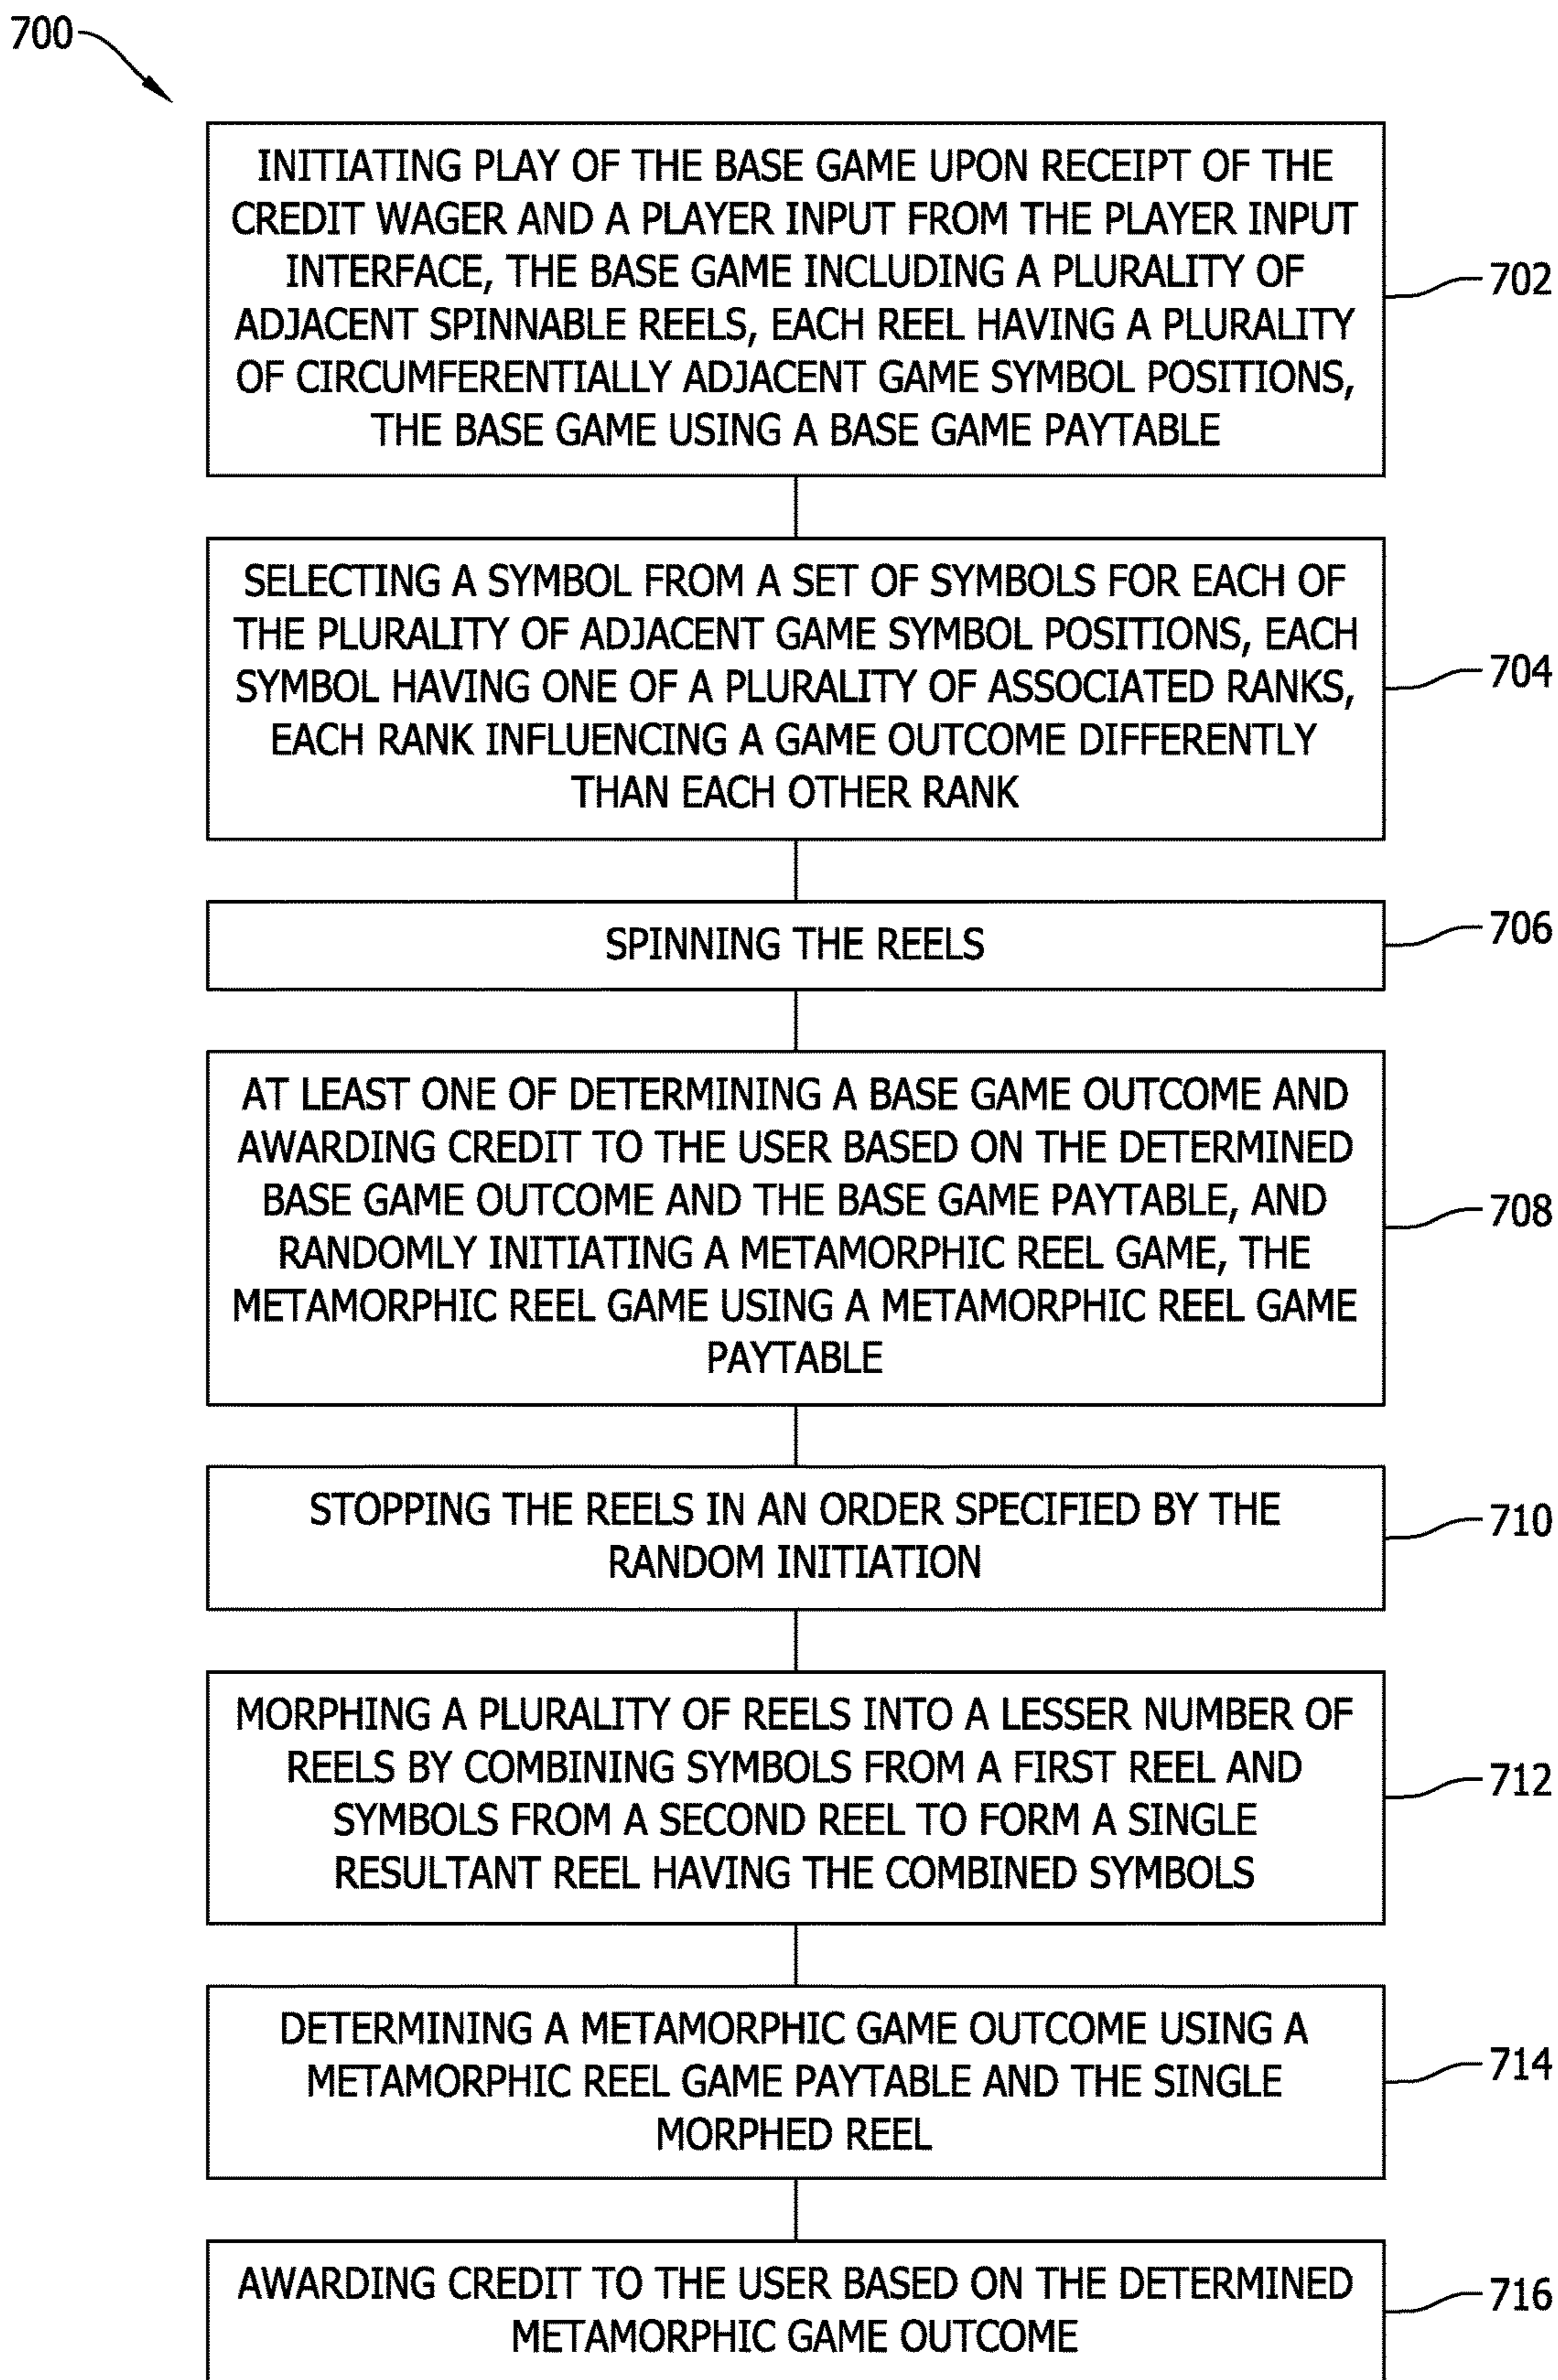 700
INITIATING PLAY OF THE BASE GAME UPON RECEIPT OF THE
CREDIT WAGER AND A PLAYER INPUT FROM THE PLAYER INPUT
INTERFACE, THE BASE GAME INCLUDING A PLURALITY OF
ADJACENT SPINNABLE REELS, EACH REEL HAVING A PLURALITY
OF CIRCUMFERENTIALLY ADJACENT GAME SYMBOL POSITIONS,
THE BASE GAME USING A BASE GAME PAYTABLE
702
SELECTING A SYMBOL FROM A SET OF SYMBOLS FOR EACH OF
THE PLURALITY OF ADJACENT GAME SYMBOL POSITIONS, EACH
SYMBOL HAVING ONE OF A PLURALITY OF ASSOCIATED RANKS,
EACH RANK INFLUENCING A GAME OUTCOME DIFFERENTLY
THAN EACH OTHER RANK
704
SPINNING THE REELS
706
AT LEAST ONE OF DETERMINING A BASE GAME OUTCOME AND
AWARDING CREDIT TO THE USER BASED ON THE DETERMINED
BASE GAME OUTCOME AND THE BASE GAME PAYTABLE, AND
RANDOMLY INITIATING A METAMORPHIC REEL GAME, THE
METAMORPHIC REEL GAME USING A METAMORPHIC REEL GAME
PAYTABLE
708
STOPPING THE REELS IN AN ORDER SPECIFIED BY THE
RANDOM INITIATION
710
MORPHING A PLURALITY OF REELS INTO A LESSER NUMBER OF
REELS BY COMBINING SYMBOLS FROM A FIRST REEL AND
SYMBOLS FROM A SECOND REEL TO FORM A SINGLE
RESULTANT REEL HAVING THE COMBINED SYMBOLS
712
DETERMINING A METAMORPHIC GAME OUTCOME USING A
METAMORPHIC REEL GAME PAYTABLE AND THE SINGLE
MORPHED REEL
714
AWARDING CREDIT TO THE USER BASED ON THE DETERMINED
METAMORPHIC GAME OUTCOME
716